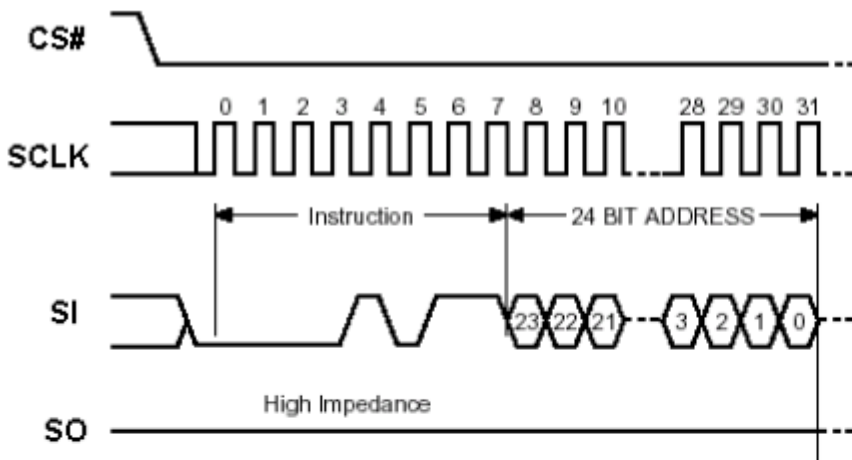 CS#
0 1 2 3 4 5 6 7 8 9 10 28 29 30 31
SCLK
Instruction 24 BIT ADDRESS
SI 23 22 21 3 2 1 0
High Impedance
SO